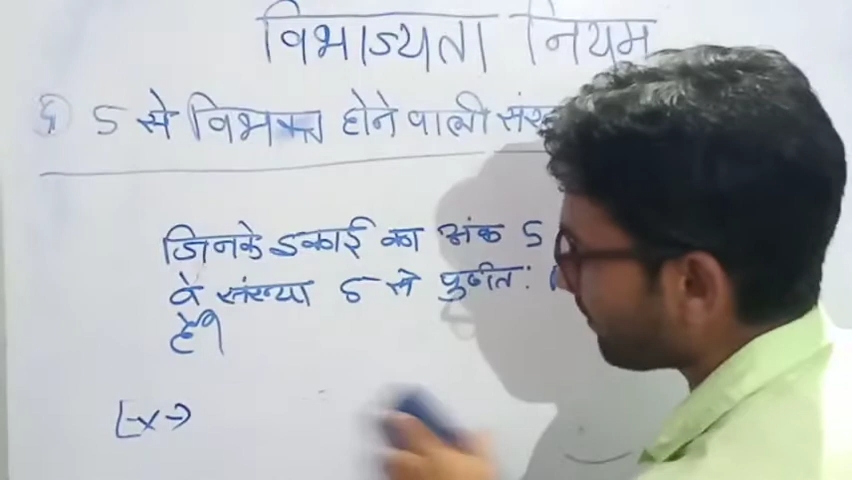 विभाज्यता नियम
5 से विभक्त होने वाली
जिनके इकाई का अंक 5
वे संख्या 5 से पुर्णत:
है।
Ex →